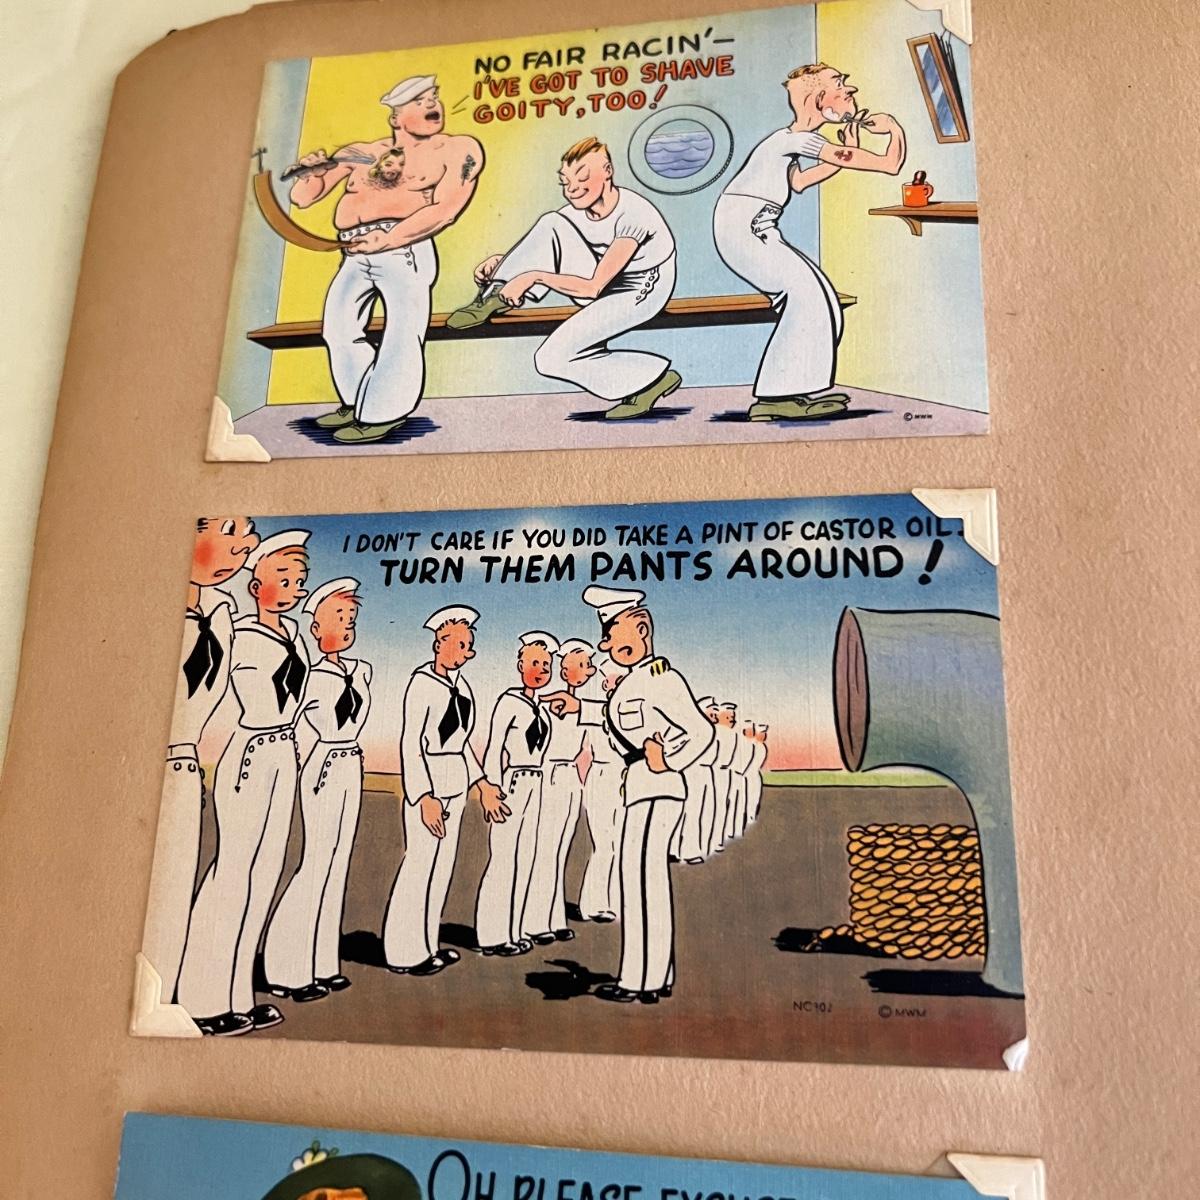 NO FAIR RACIN'—
I'VE GOT TO SHAVE
GOITY, TOO!
© MWM
I DON'T CARE IF YOU DID TAKE A PINT OF CASTOR OIL.
TURN THEM PANTS AROUND!
© MWM
OH PLEASE EXCUSE